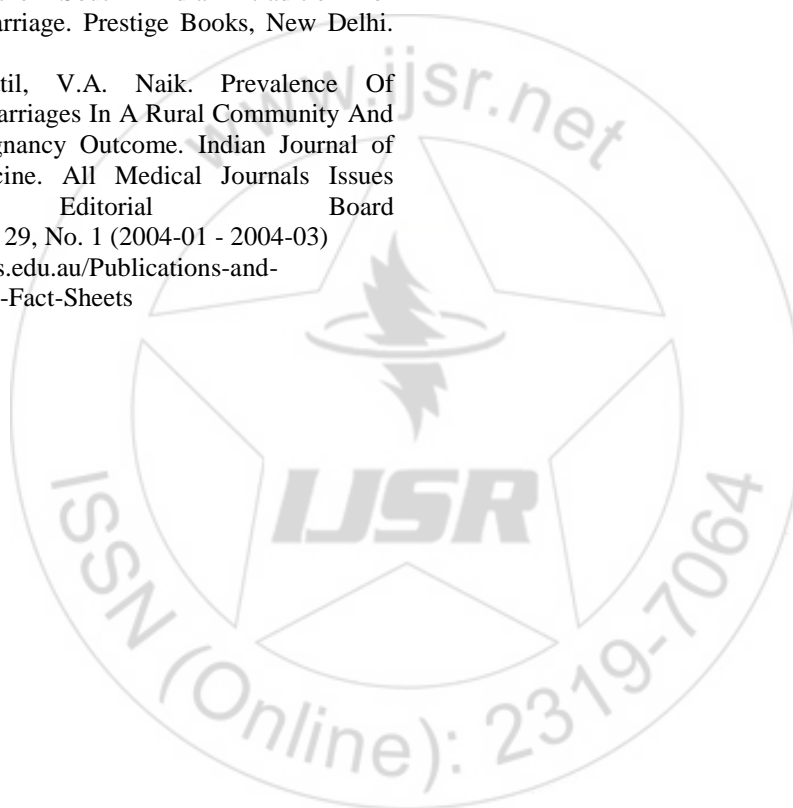 arriage. Prestige Books, New Delhi.
til, V.A. Naik. Prevalence Of
arriages In A Rural Community And
gnancy Outcome. Indian Journal of
cine. All Medical Journals Issues
Editorial Board
29, No. 1 (2004-01 - 2004-03)
s.edu.au/Publications-and-
-Fact-Sheets
www.ijsr.net
IJSR
ISSN (Online): 2319-7064